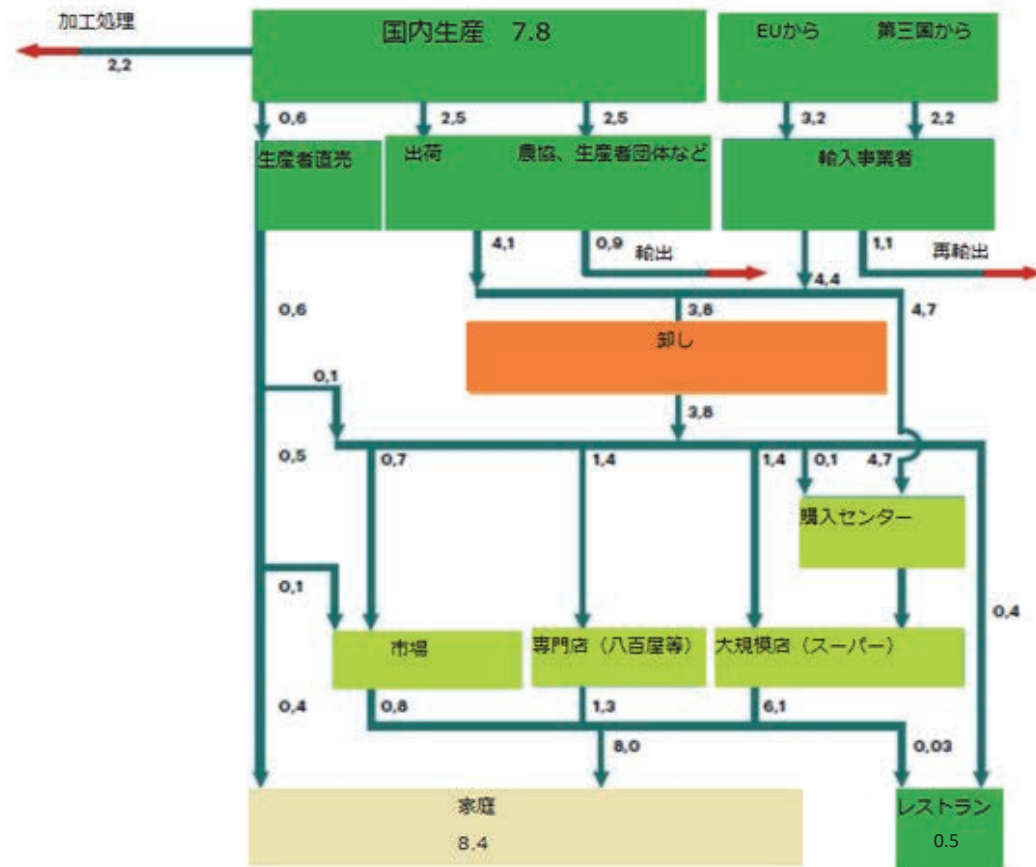 加工処理
国内生産 7.8
EUから 第三国から
2,2
0,6
2,5
2,5
3,2
2,2
生産者直売
出荷
農協、生産者団体など
輸入事業者
4,1
0,9
輸出
1,1
再輸出
4,4
0,6
3,8
4,7
卸し
0,1
3,8
0,5
0,7
1,4
1,4
0,1
4,7
購入センター
0,1
0,4
市場
専門店（八百屋等）
大規模店（スーパー）
0,4
0,8
1,3
6,1
8,0
0,03
家庭
8.4
レストラン
0.5